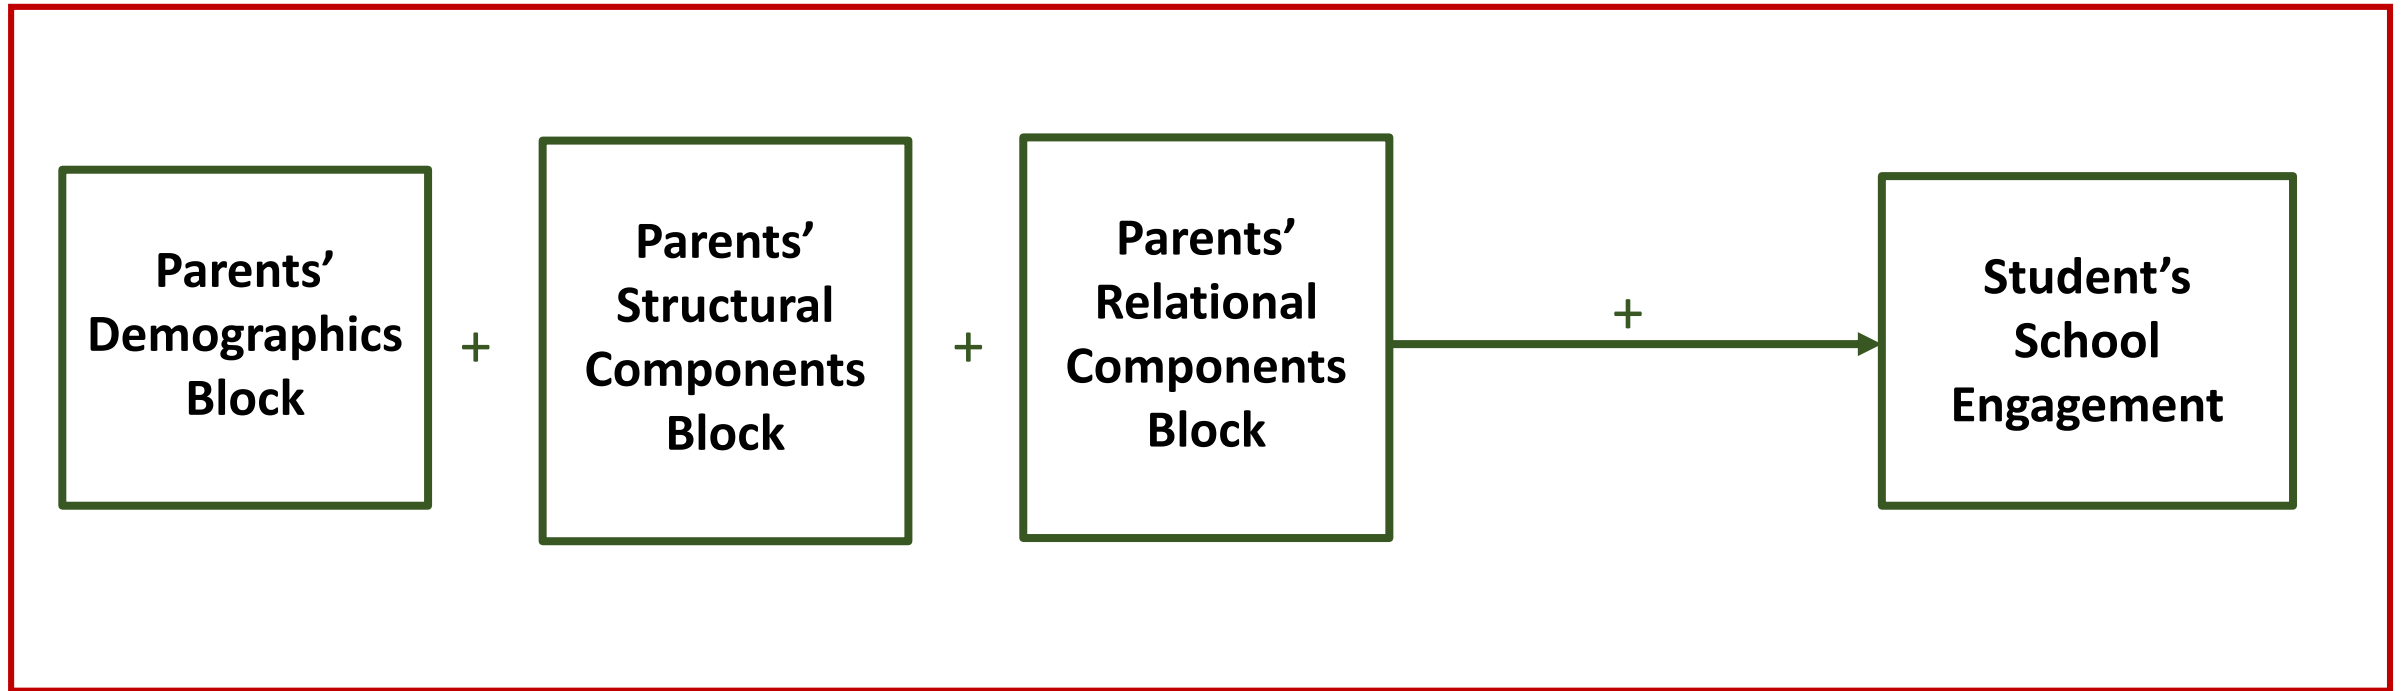 Parents’
Demographics
Block
+
Parents’
Structural
Components
Block
+
Parents’
Relational
Components
Block
+
Student’s
School
Engagement